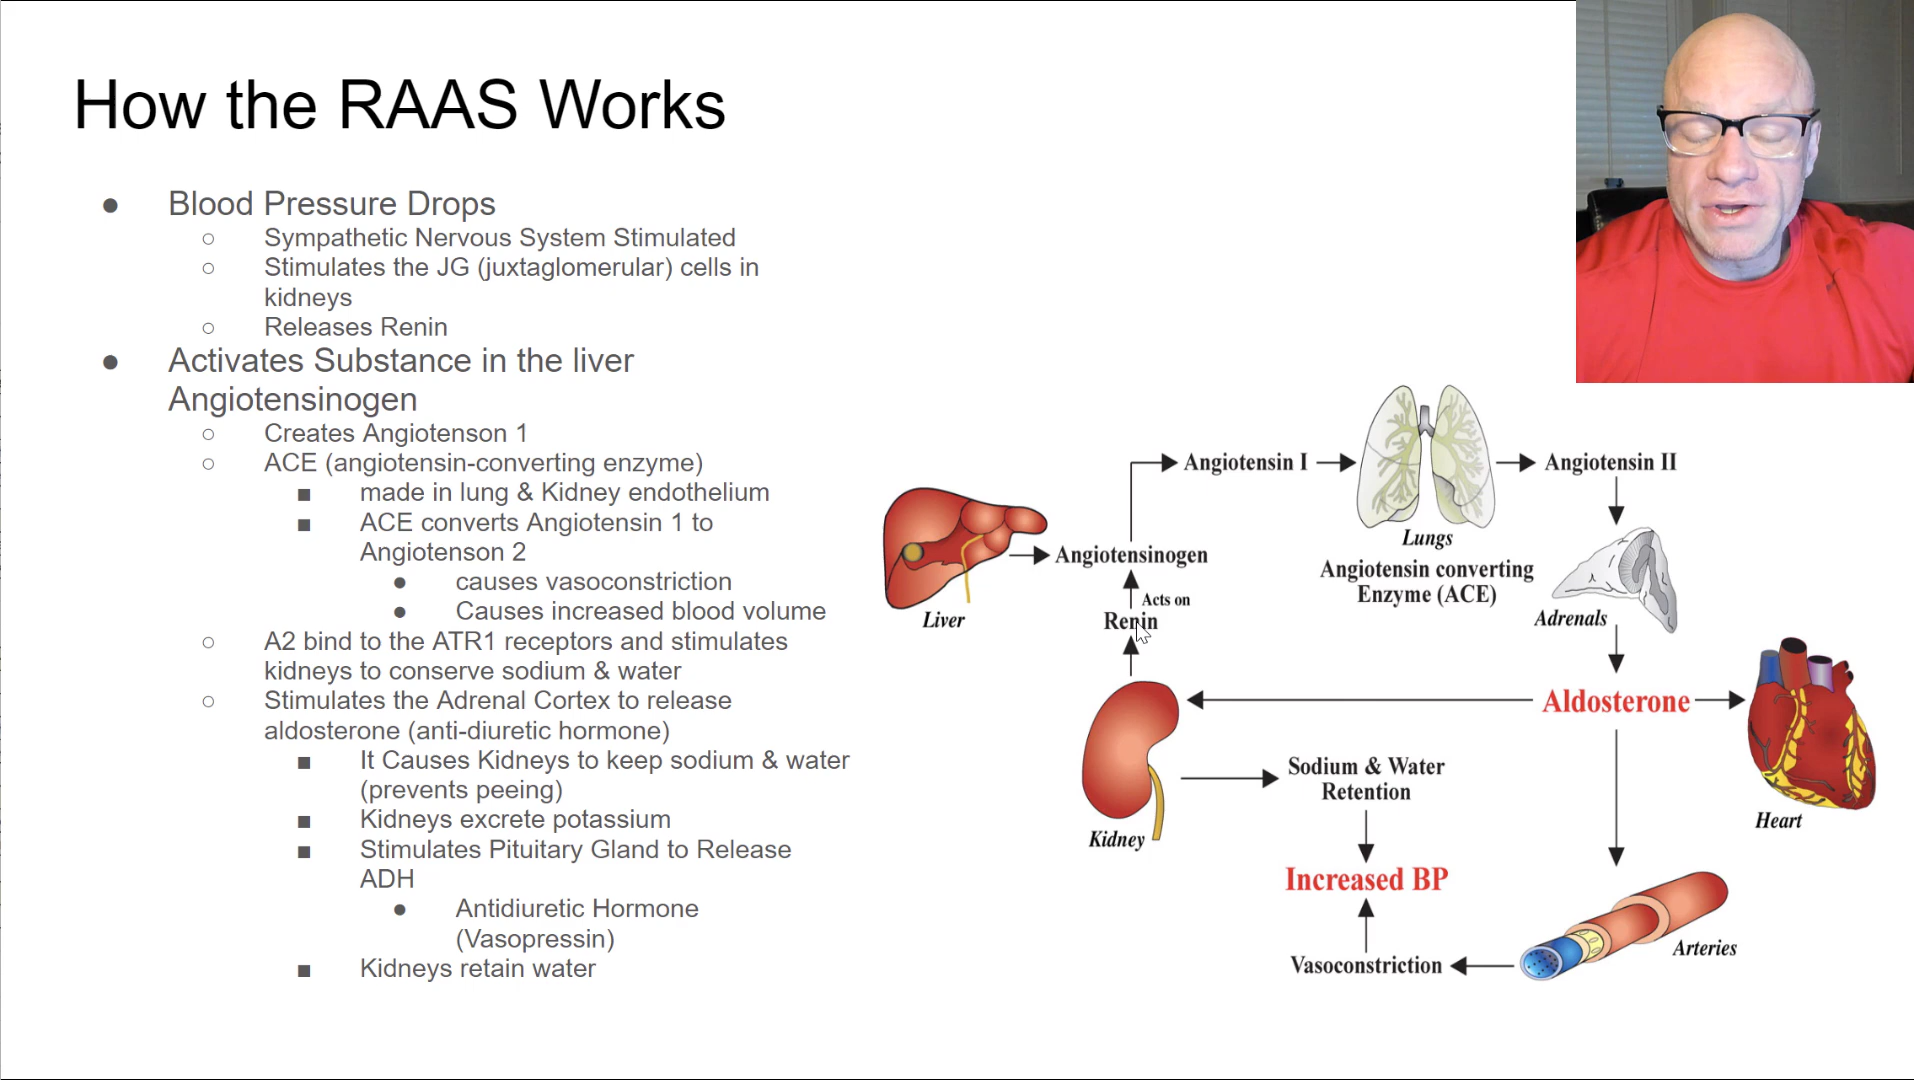 How the RAAS Works
● Blood Pressure Drops
○ Sympathetic Nervous System Stimulated
○ Stimulates the JG (juxtaglomerular) cells in
kidneys
○ Releases Renin
● Activates Substance in the liver
Angiotensinogen
○ Creates Angiotenson 1
○ ACE (angiotensin-converting enzyme)
■ made in lung & Kidney endothelium
■ ACE converts Angiotensin 1 to
Angiotenson 2
● causes vasoconstriction
● Causes increased blood volume
○ A2 bind to the ATR1 receptors and stimulates
kidneys to conserve sodium & water
○ Stimulates the Adrenal Cortex to release
aldosterone (anti-diuretic hormone)
■ It Causes Kidneys to keep sodium & water
(prevents peeing)
■ Kidneys excrete potassium
■ Stimulates Pituitary Gland to Release
ADH
● Antidiuretic Hormone
(Vasopressin)
■ Kidneys retain water
Angiotensin I
Angiotensin II
Lungs
Angiotensin converting
Enzyme (ACE)
Liver
Angiotensinogen
Acts on
Renin
Adrenals
Aldosterone
Kidney
Sodium & Water
Retention
Heart
Increased BP
Vasoconstriction
Arteries